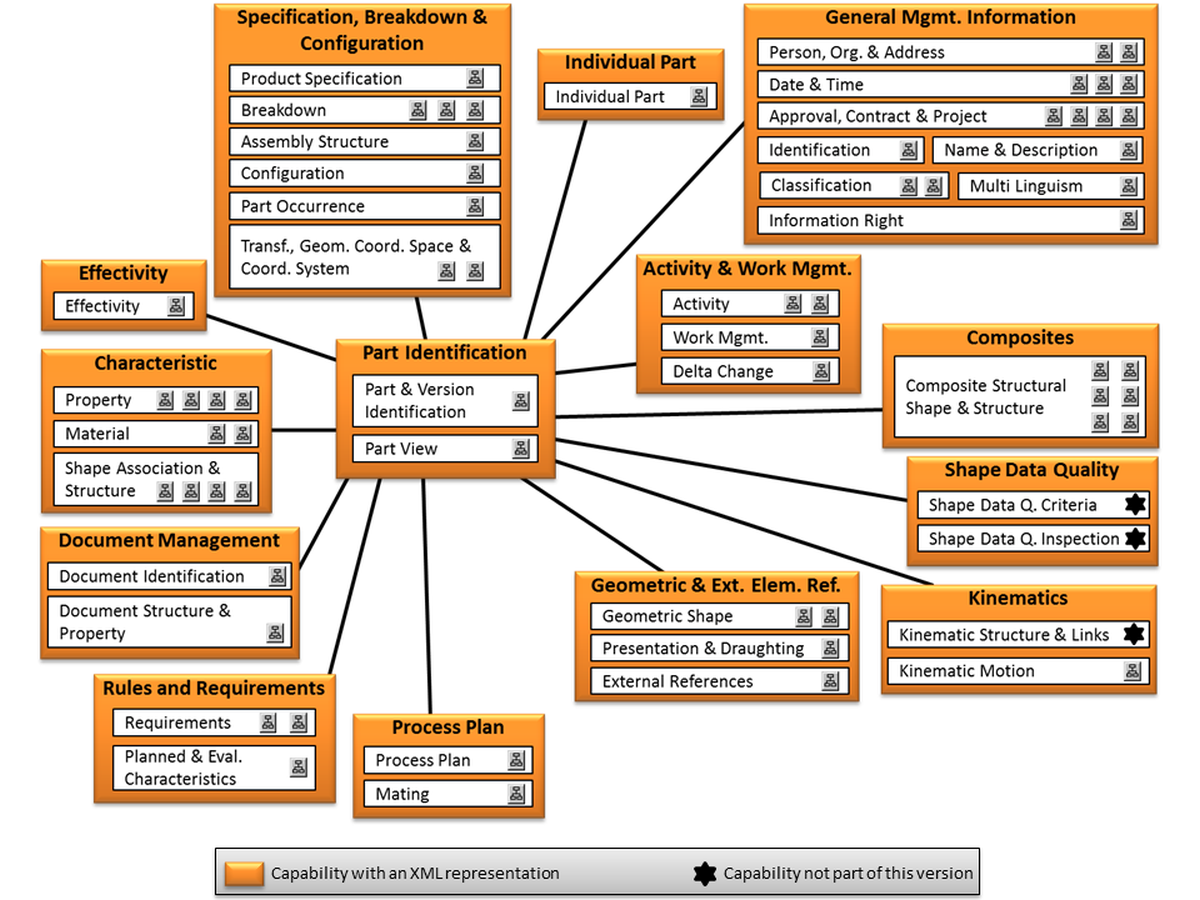 Specification, Breakdown &
Configuration
Product Specification
Breakdown
Assembly Structure
Configuration
Part Occurrence
Transf., Geom. Coord. Space &
Coord. System
Individual Part
Individual Part
General Mgmt. Information
Person, Org. & Address
Date & Time
Approval, Contract & Project
Identification
Name & Description
Classification
Multi Linguism
Information Right
Effectivity
Effectivity
Activity & Work Mgmt.
Activity
Work Mgmt.
Delta Change
Characteristic
Property
Material
Shape Association &
Structure
Part Identification
Part & Version
Identification
Part View
Composites
Composite Structural
Shape & Structure
Shape Data Quality
Shape Data Q. Criteria
Shape Data Q. Inspection
Document Management
Document Identification
Document Structure &
Property
Geometric & Ext. Elem. Ref.
Geometric Shape
Presentation & Draughting
External References
Kinematics
Kinematic Structure & Links
Kinematic Motion
Rules and Requirements
Requirements
Planned & Eval.
Characteristics
Process Plan
Process Plan
Mating
Capability with an XML representation
Capability not part of this version